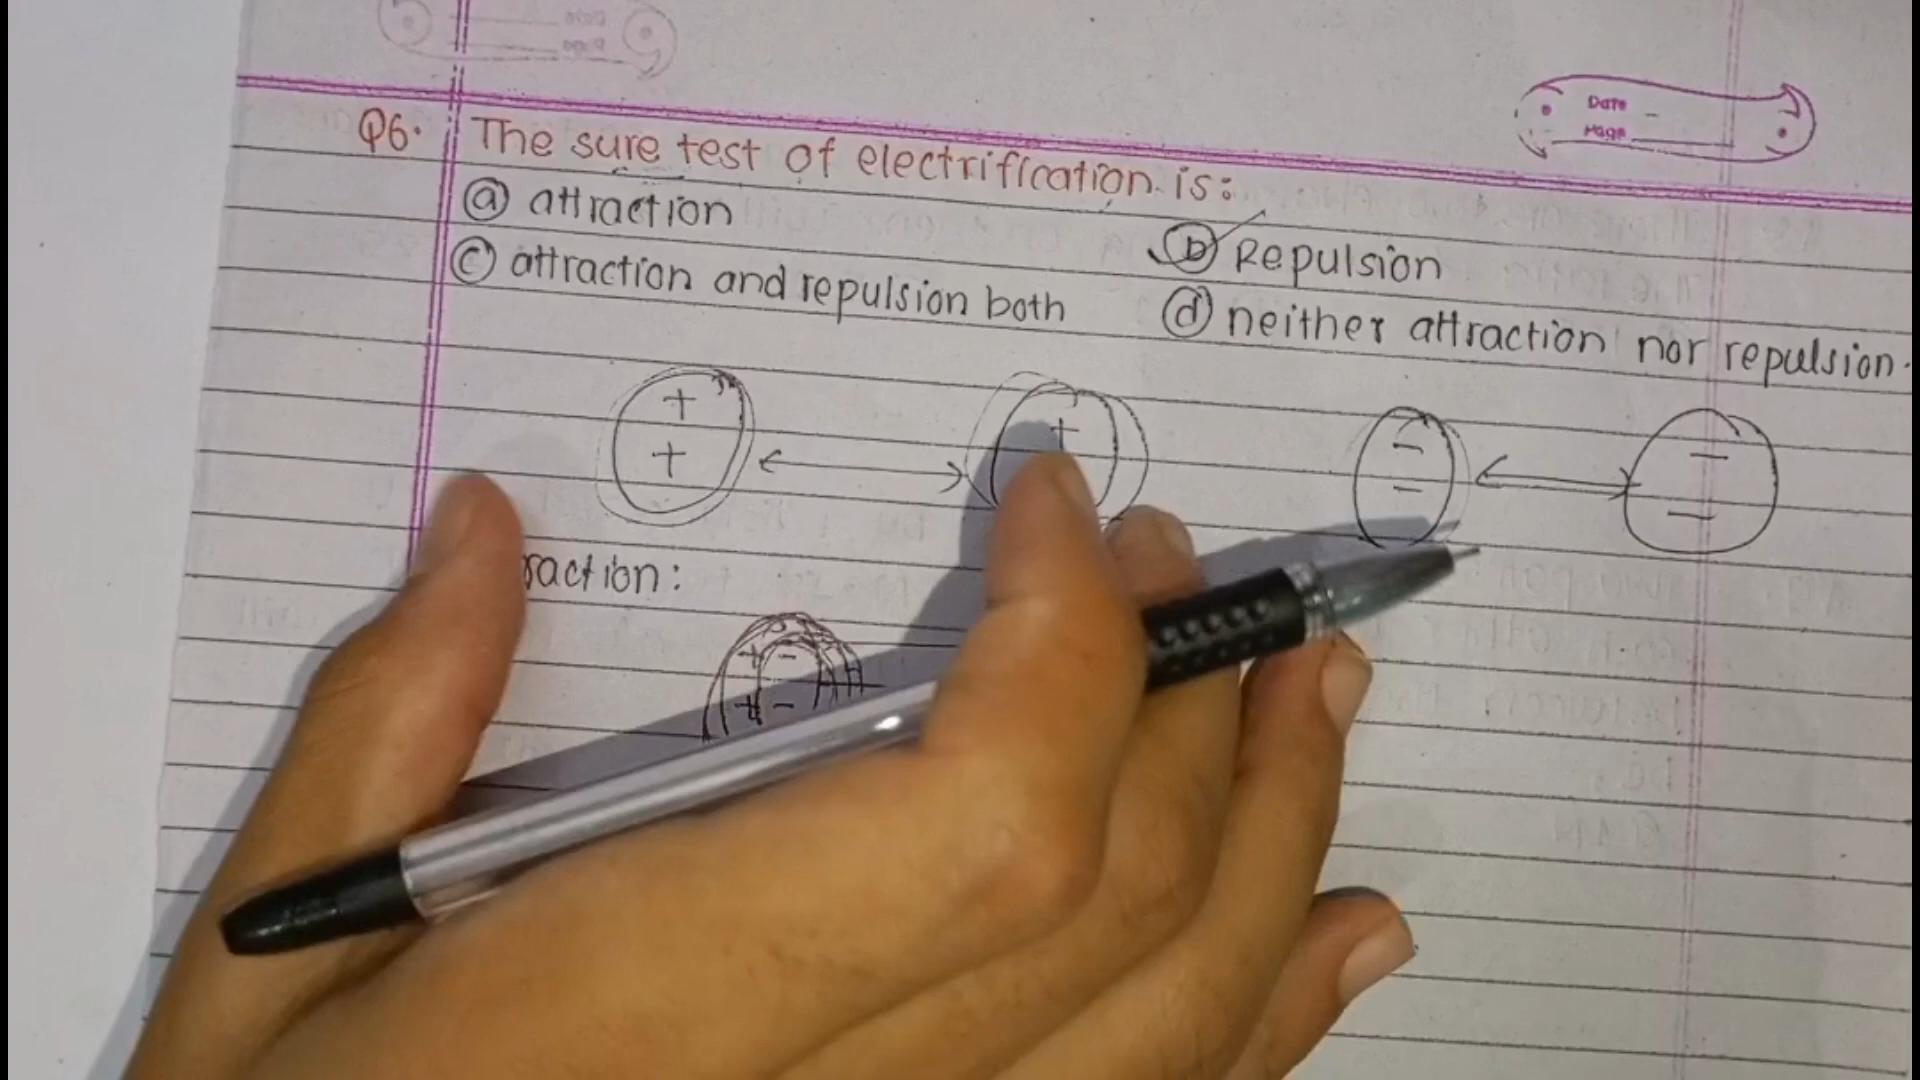 Date
Page
Q6. The sure test of electrification is:
ⓐ attraction ⓑ Repulsion
ⓒ attraction and repulsion both ⓓ neither attraction nor repulsion.
+ + - -
+ - -
raction:
+ -
+ -